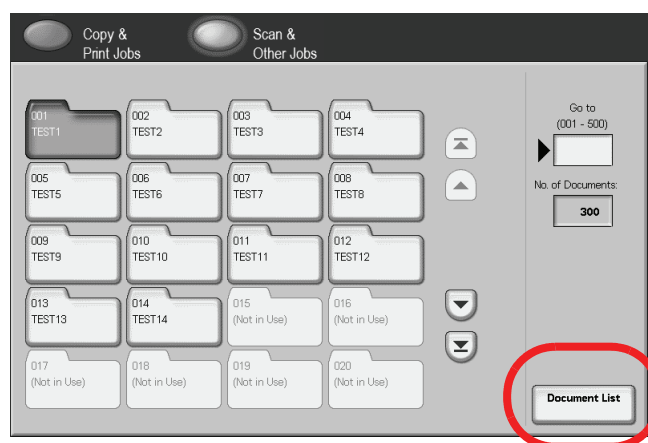 Copy &
Print Jobs
Scan &
Other Jobs
001
TEST1
002
TEST2
003
TEST3
004
TEST4
Go to
(001 - 500)
005
TEST5
006
TEST6
007
TEST7
008
TEST8
No. of Documents:
300
009
TEST9
010
TEST10
011
TEST11
012
TEST12
013
TEST13
014
TEST14
015
(Not in Use)
016
(Not in Use)
017
(Not in Use)
018
(Not in Use)
019
(Not in Use)
020
(Not in Use)
Document List